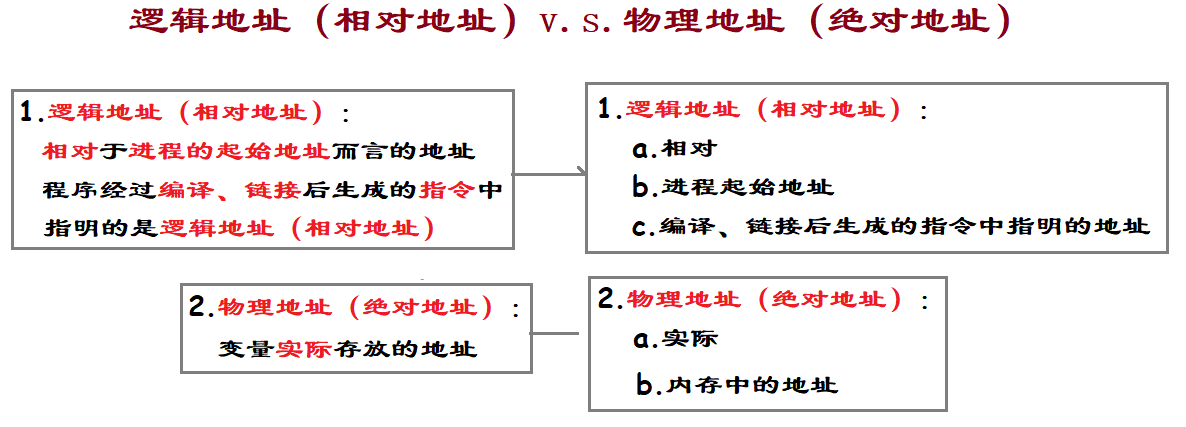 逻辑地址（相对地址）v.s.物理地址（绝对地址）
1.逻辑地址（相对地址）：
相对于进程的起始地址而言的地址
程序经过编译、链接后生成的指令中
指明的是逻辑地址（相对地址）
1.逻辑地址（相对地址）：
a.相对
b.进程起始地址
c.编译、链接后生成的指令中指明的地址
2.物理地址（绝对地址）：
变量实际存放的地址
2.物理地址（绝对地址）：
a.实际
b.内存中的地址